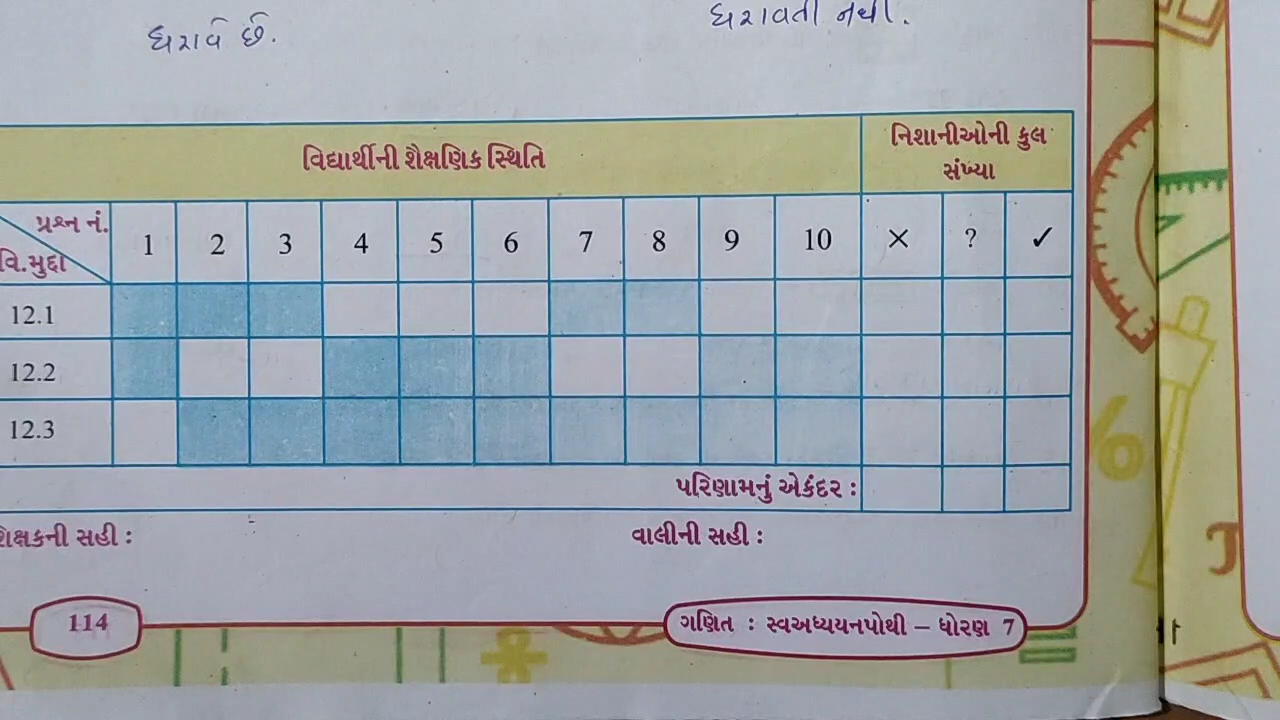 ધરાવે છે.
ધરાવતી નથી.
વિદ્યાર્થીની શૈક્ષણિક સ્થિતિ
નિશાનીઓની કુલ
સંખ્યા
પ્રશ્ન નં.
વિ.મુદ્દા
1 2 3 4 5 6 7 8 9 10 × ? ✓
12.1
12.2
12.3
પરિણામનું એકંદર :
શિક્ષકની સહી :
વાલીની સહી :
114
ગણિત : સ્વઅધ્યયનપોથી – ધોરણ 7